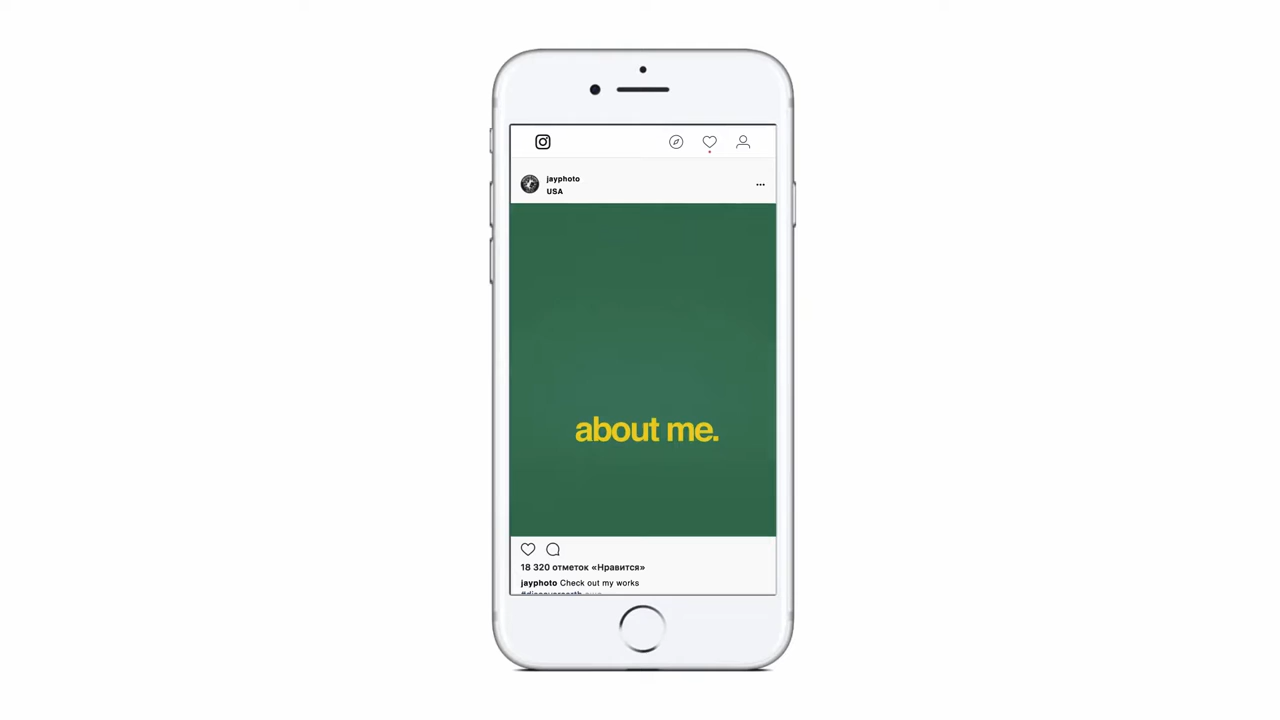 jayphoto
USA
about me.
18 320 отметок «Нравится»
jayphoto Check out my works